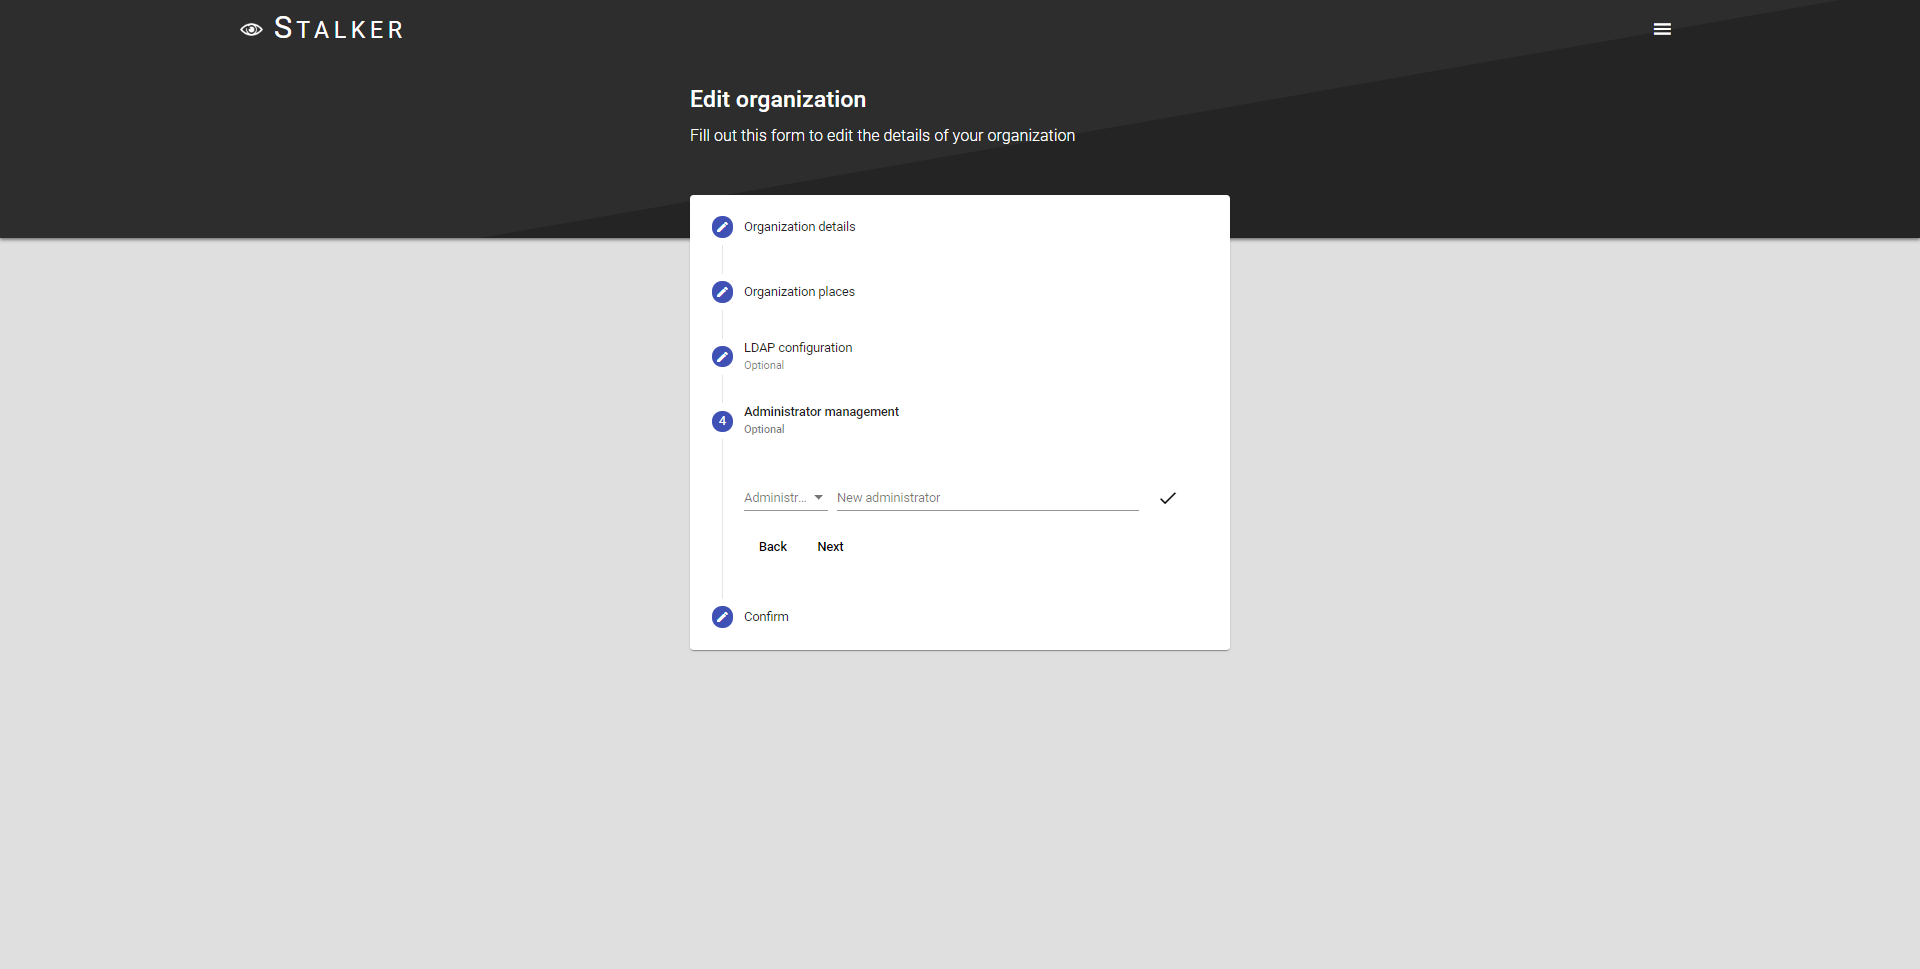 STALKER
Edit organization
Fill out this form to edit the details of your organization
Organization details
Organization places
LDAP configuration
Optional
4 Administrator management
Optional
Administr... New administrator
Back Next
Confirm